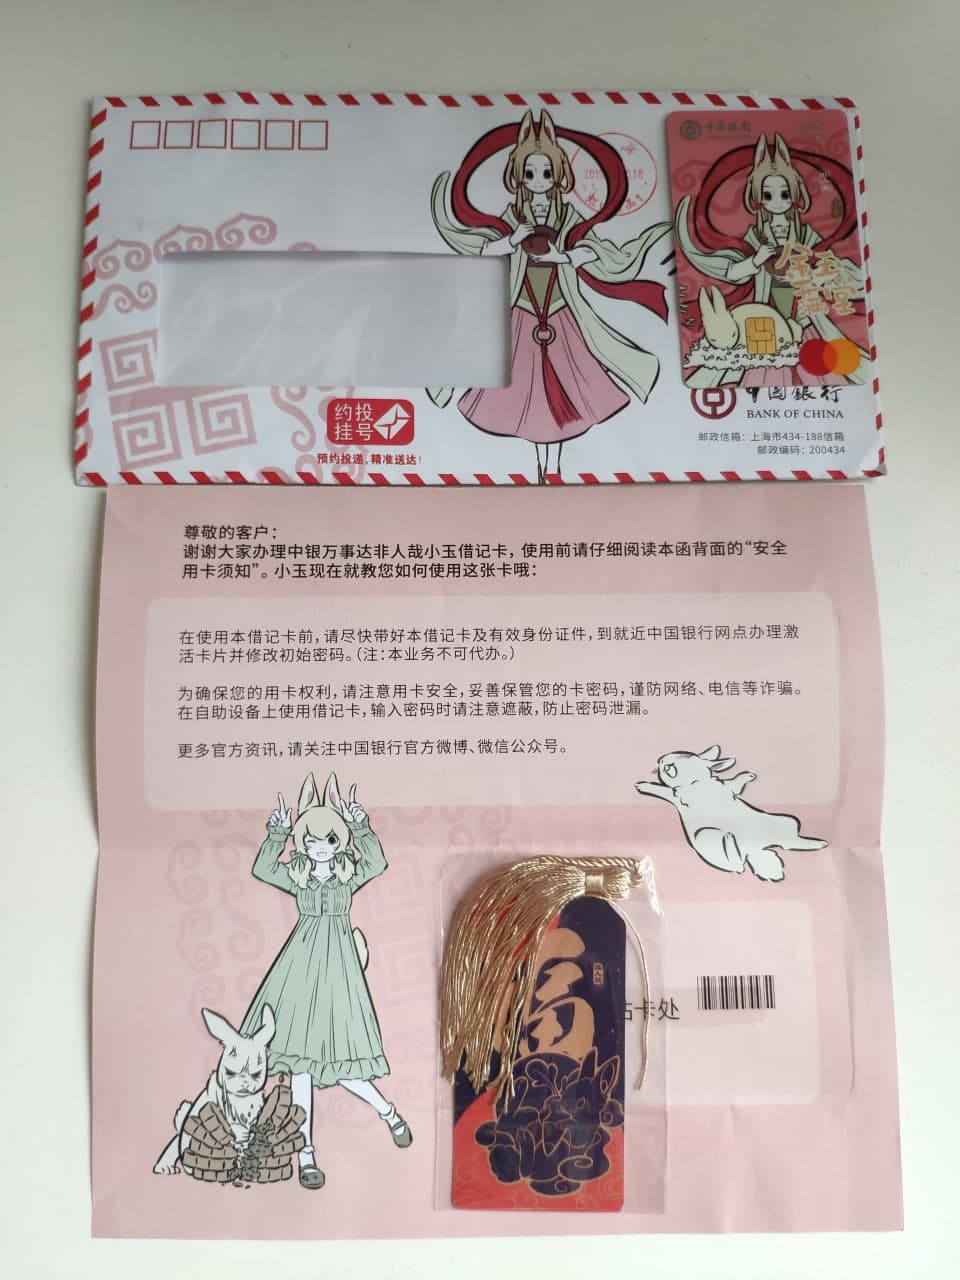 中国银行
金玉
满堂
约投
挂号
预约投递,精准送达!
中國銀行
BANK OF CHINA
邮政信箱:上海市434-188信箱
邮政编码:200434
尊敬的客户:
谢谢大家办理中银万事达非人哉小玉借记卡,使用前请仔细阅读本函背面的“安全
用卡须知”。小玉现在就教您如何使用这张卡哦:
在使用本借记卡前,请尽快带好本借记卡及有效身份证件,到就近中国银行网点办理激
活卡片并修改初始密码。(注:本业务不可代办。)
为确保您的用卡权利,请注意用卡安全,妥善保管您的卡密码,谨防网络、电信等诈骗。
在自助设备上使用借记卡,输入密码时请注意遮蔽,防止密码泄漏。
更多官方资讯,请关注中国银行官方微博、微信公众号。
非人哉
卡处